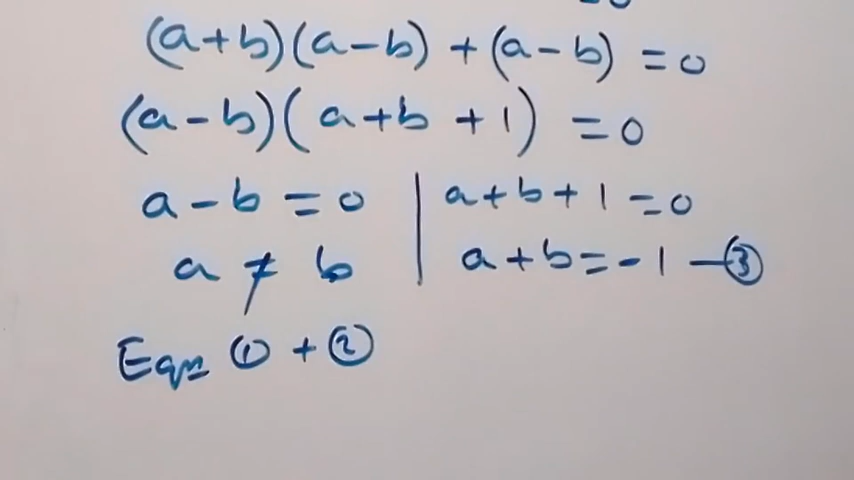 (a+b)(a-b) + (a-b) = 0
(a-b)(a+b+1) = 0
a-b = 0 | a+b+1 = 0
a ≠ b | a+b = -1 —③
Eqn ① + ②